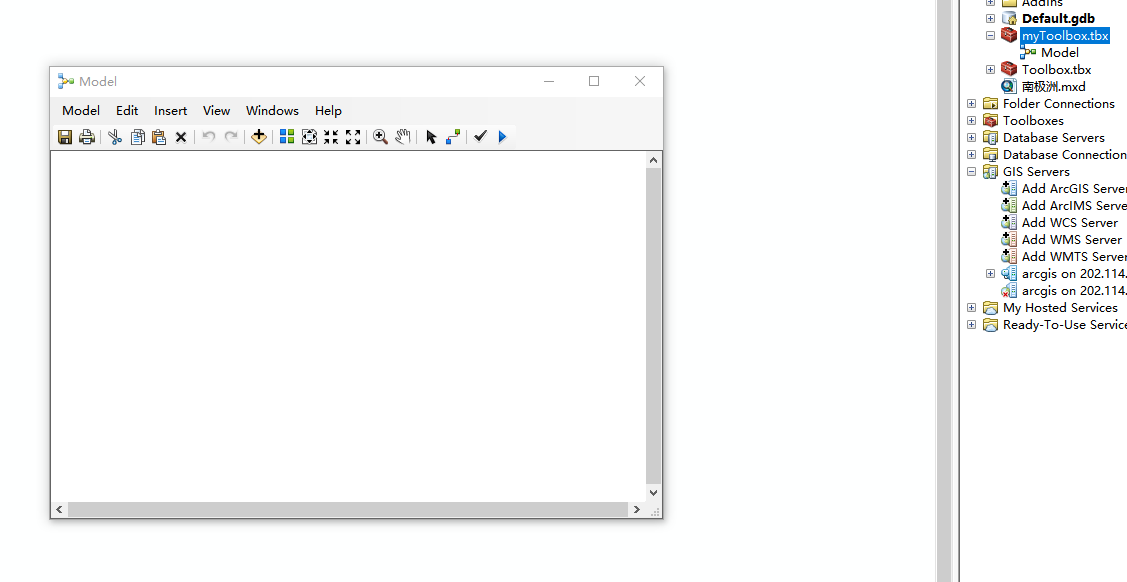 AddIns
Default.gdb
myToolbox.tbx
Model
Toolbox.tbx
南极洲.mxd
Folder Connections
Toolboxes
Database Servers
Database Connection
GIS Servers
Add ArcGIS Server
Add ArcIMS Serve
Add WCS Server
Add WMS Server
Add WMTS Server
arcgis on 202.114.
arcgis on 202.114.
My Hosted Services
Ready-To-Use Service
Model
Model Edit Insert View Windows Help